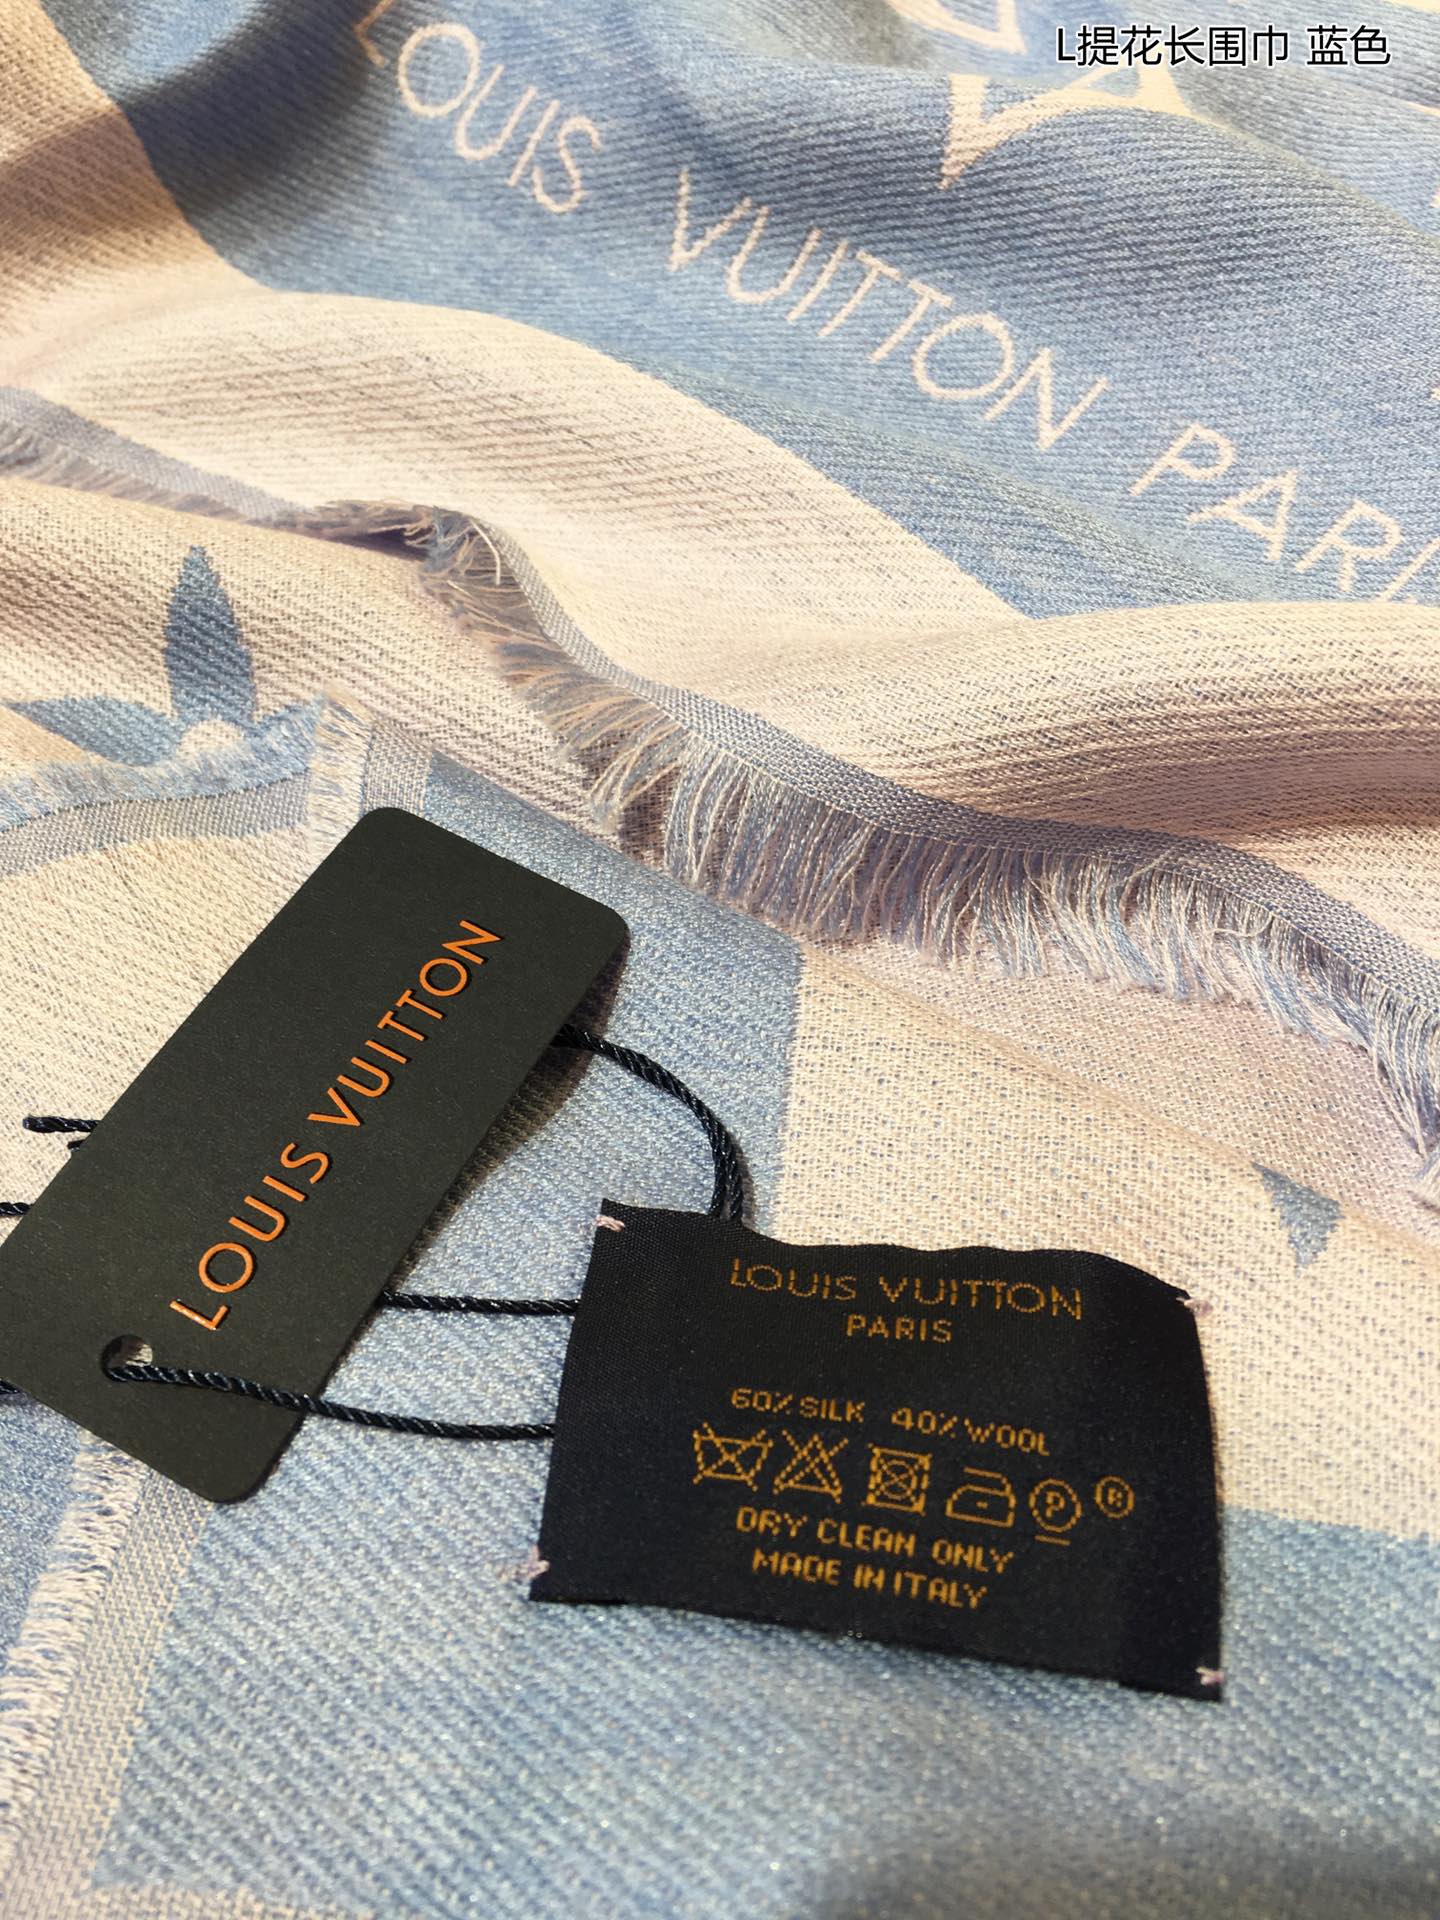 L提花长围巾 蓝色
LOUIS VUITTON PARI
LOUIS VUITTON
LOUIS VUITTON
PARIS
60% SILK 40% WOOL
P ®
DRY CLEAN ONLY
MADE IN ITALY